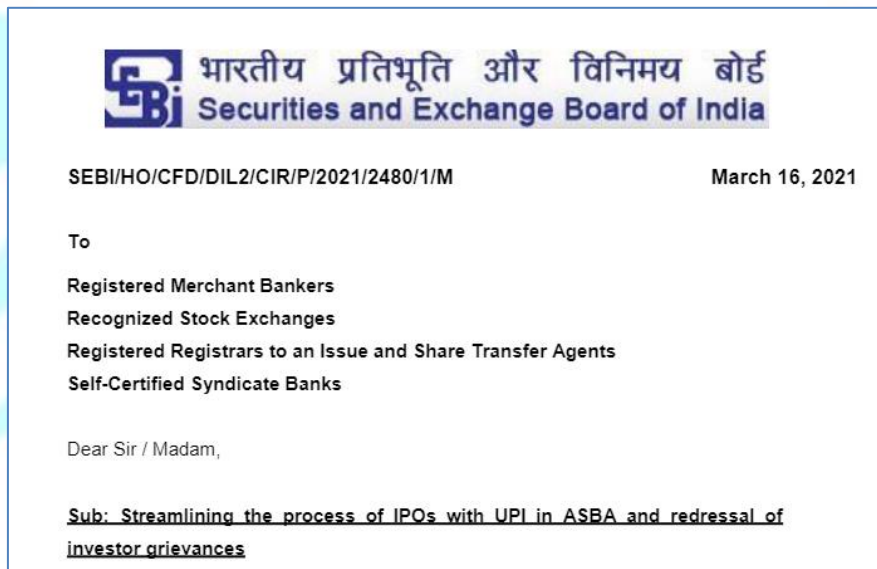 SEBI भारतीय प्रतिभूति और विनिमय बोर्ड
Securities and Exchange Board of India
SEBI/HO/CFD/DIL2/CIR/P/2021/2480/1/M March 16, 2021
To
Registered Merchant Bankers
Recognized Stock Exchanges
Registered Registrars to an Issue and Share Transfer Agents
Self-Certified Syndicate Banks
Dear Sir / Madam,
Sub: Streamlining the process of IPOs with UPI in ASBA and redressal of
investor grievances